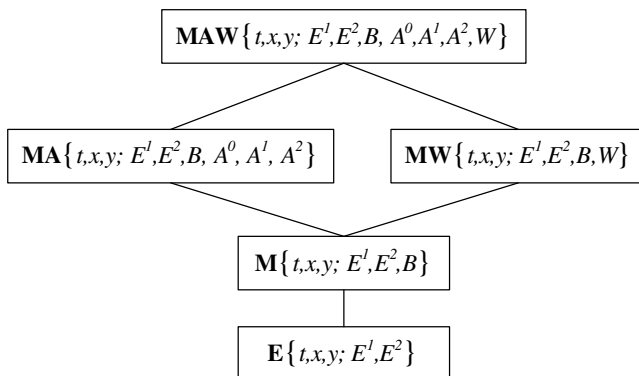 MAW{t,x,y; E¹,E²,B, A⁰,A¹,A²,W}
MA{t,x,y; E¹,E²,B, A⁰, A¹, A²}
MW{t,x,y; E¹,E²,B,W}
M{t,x,y; E¹,E²,B}
E{t,x,y; E¹,E²}